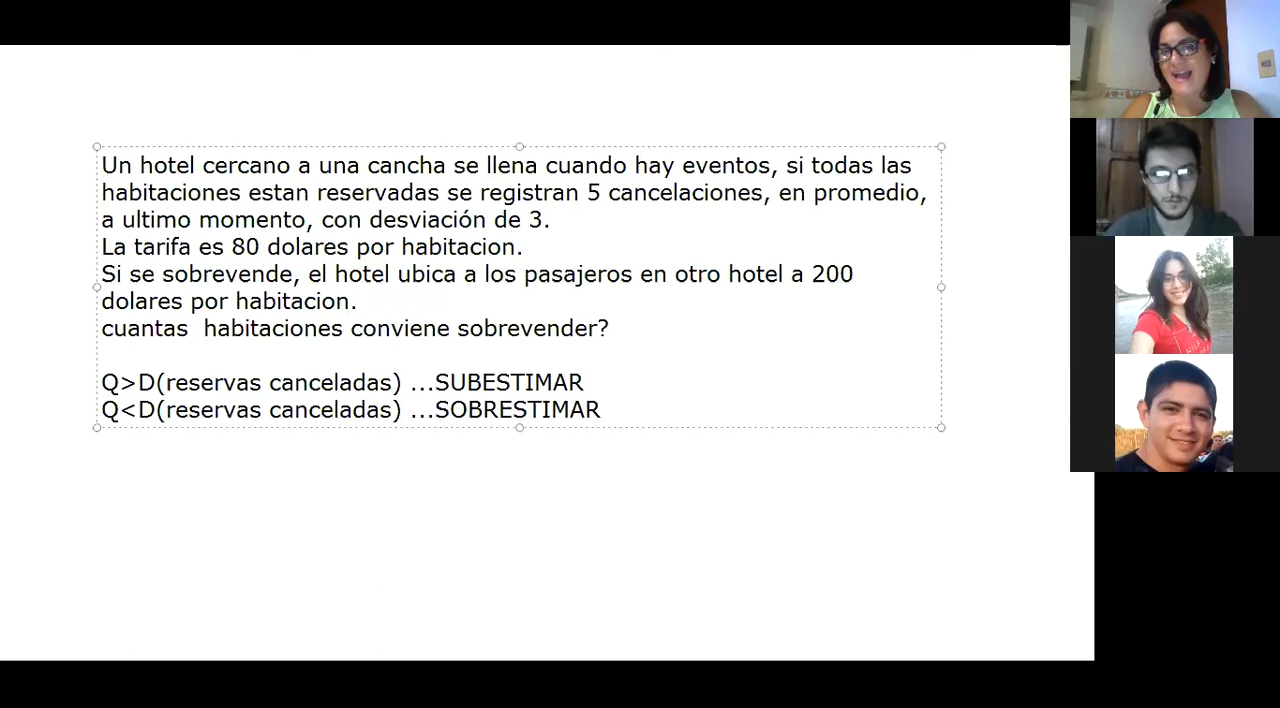 Un hotel cercano a una cancha se llena cuando hay eventos, si todas las
habitaciones estan reservadas se registran 5 cancelaciones, en promedio,
a ultimo momento, con desviación de 3.
La tarifa es 80 dolares por habitacion.
Si se sobrevende, el hotel ubica a los pasajeros en otro hotel a 200
dolares por habitacion.
cuantas  habitaciones conviene sobrevender?
Q>D(reservas canceladas) ...SUBESTIMAR
Q<D(reservas canceladas) ...SOBRESTIMAR